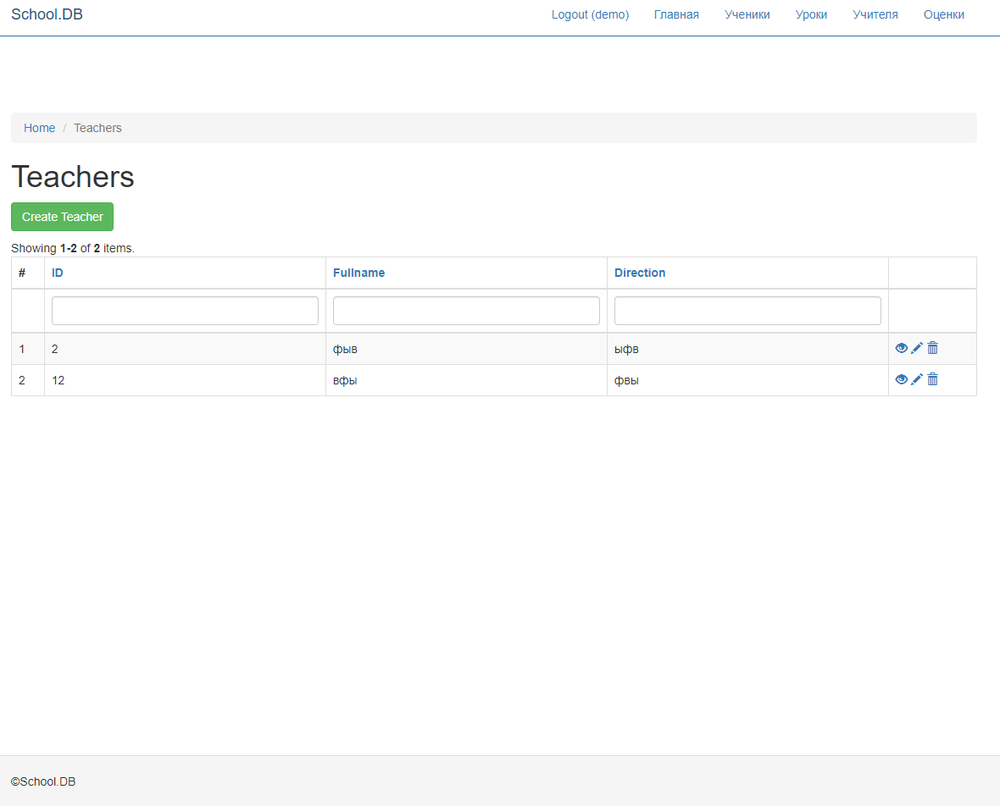 School.DB Logout (demo) Главная Ученики Уроки Учителя Оценки
Home / Teachers
Teachers
Create Teacher
Showing 1-2 of 2 items.
# ID Fullname Direction
1 2 фыв ыфв
2 12 вфы фвы
©School.DB